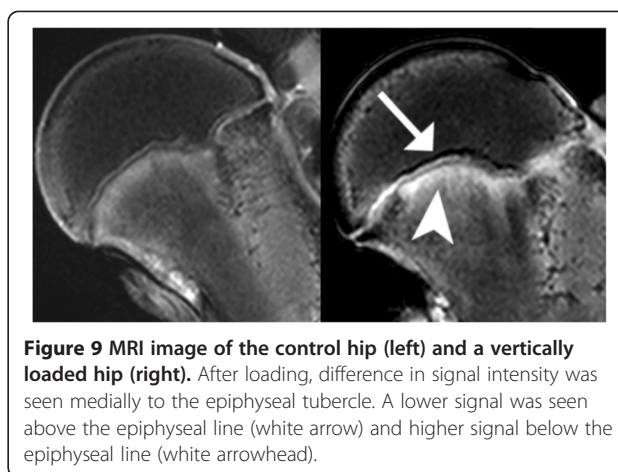 Figure 9 MRI image of the control hip (left) and a vertically
loaded hip (right). After loading, difference in signal intensity was
seen medially to the epiphyseal tubercle. A lower signal was seen
above the epiphyseal line (white arrow) and higher signal below the
epiphyseal line (white arrowhead).